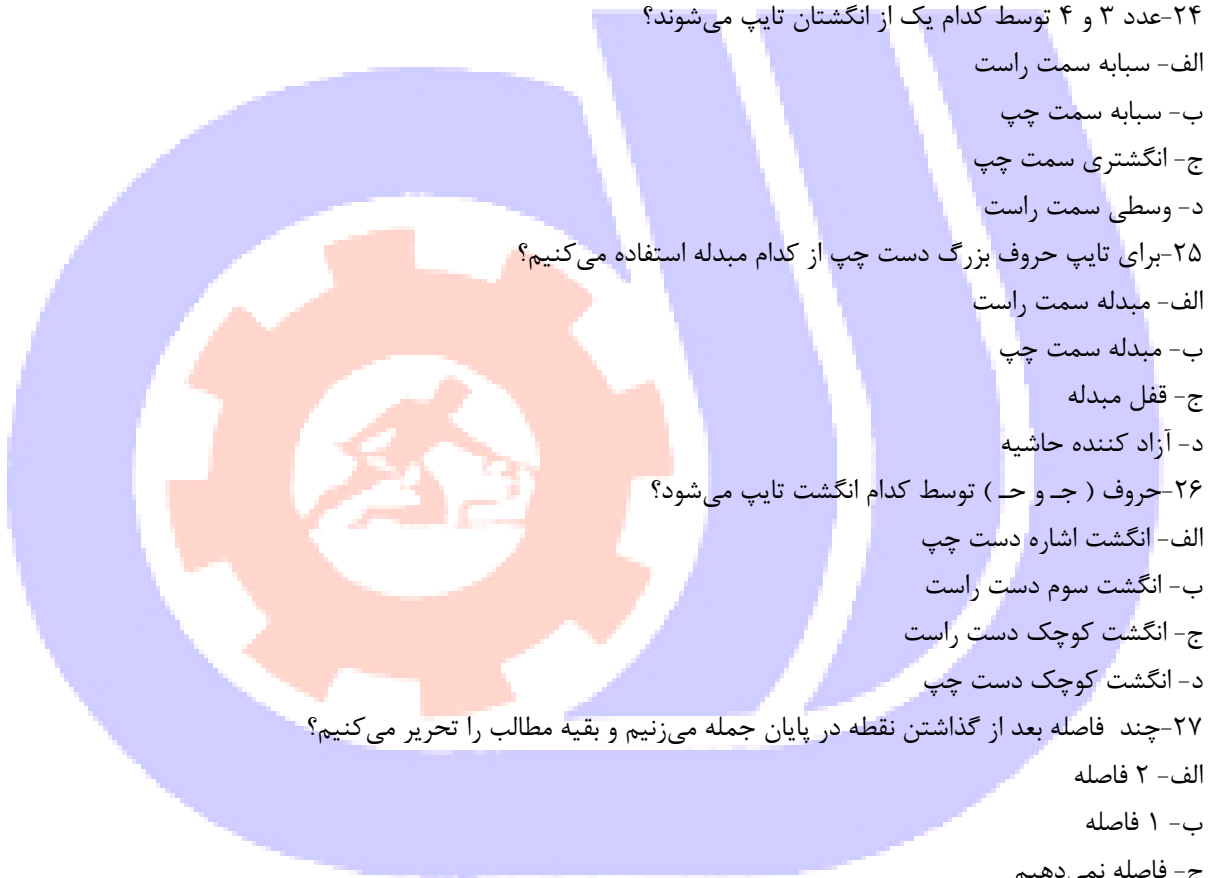 ۲۴-عدد ۳ و ۴ توسط کدام یک از انگشتان تایپ می‌شوند؟
الف- سبابه سمت راست
ب- سبابه سمت چپ
ج- انگشتری سمت چپ
د- وسطی سمت راست
۲۵-برای تایپ حروف بزرگ دست چپ از کدام مبدله استفاده می‌کنیم؟
الف- مبدله سمت راست
ب- مبدله سمت چپ
ج- قفل مبدله
د- آزاد کننده حاشیه
۲۶-حروف ( جـ و حـ ) توسط کدام انگشت تایپ می‌شود؟
الف- انگشت اشاره دست چپ
ب- انگشت سوم دست راست
ج- انگشت کوچک دست راست
د- انگشت کوچک دست چپ
۲۷-چند فاصله بعد از گذاشتن نقطه در پایان جمله می‌زنیم و بقیه مطالب را تحریر می‌کنیم؟
الف- ۲ فاصله
ب- ۱ فاصله
ج- فاصله نمی‌دهیم